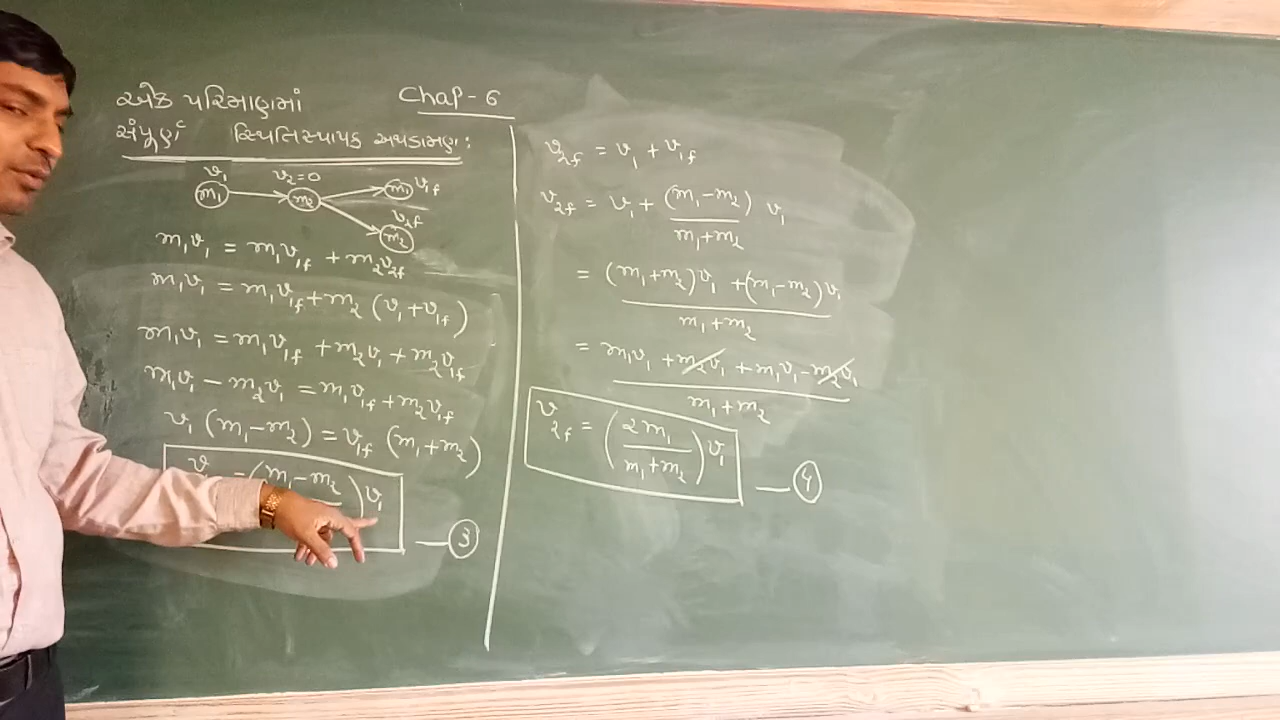 એક પરિમાણમાં Chap - 6
સંપૂર્ણ સ્થિતિસ્થાપક અથડામણ :
v₁ v₂=0 m₁ v₁f
m₁ m₂
v₂f
m₂
m₁v₁ = m₁v₁f + m₂v₂f
m₁v₁ = m₁v₁f + m₂ (v₁ + v₁f)
m₁v₁ = m₁v₁f + m₂v₁ + m₂v₁f
m₁v₁ – m₂v₁ = m₁v₁f + m₂v₁f
v₁ (m₁–m₂) = v₁f (m₁+m₂)
= (m₁–m₂ ) v₁ — ③
v₂f = v₁ + v₁f
v₂f = v₁ + (m₁–m₂) v₁
m₁+m₂
= (m₁+m₂)v₁ + (m₁–m₂)v₁
m₁+m₂
= m₁v₁ + m₂v₁ + m₁v₁ – m₂v₁
m₁+m₂
v₂f = (2m₁ / m₁+m₂) v₁ — ૪